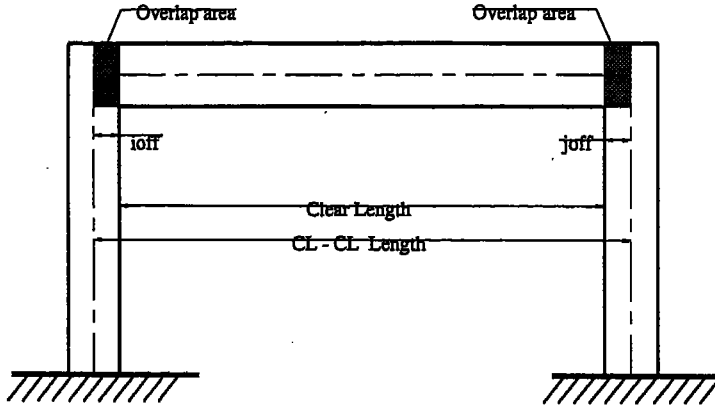 Overlap area
Overlap area
ioff
joff
Clear Length
CL - CL Length